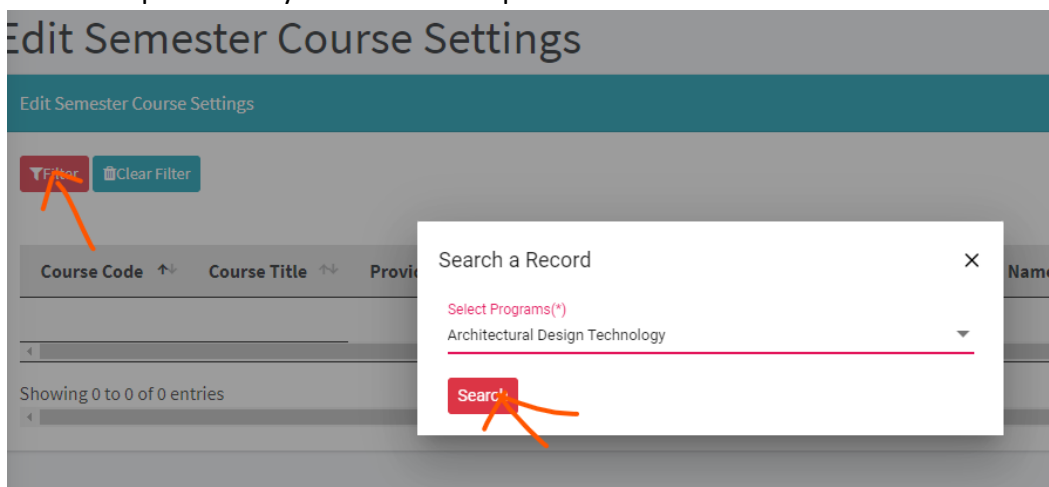 Edit Semester Course Settings
Edit Semester Course Settings
Filter Clear Filter
Search a Record
Course Code Course Title
Select Programs(*)
Architectural Design Technology
Showing 0 to 0 of 0 entries
Search